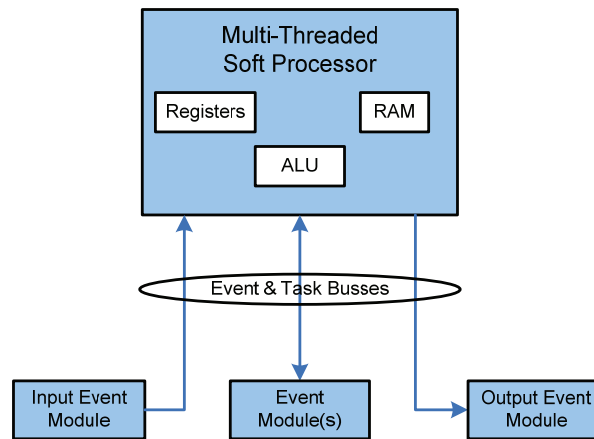 Multi-Threaded
Soft Processor
Registers
RAM
ALU
Event & Task Busses
Input Event
Module
Event
Module(s)
Output Event
Module